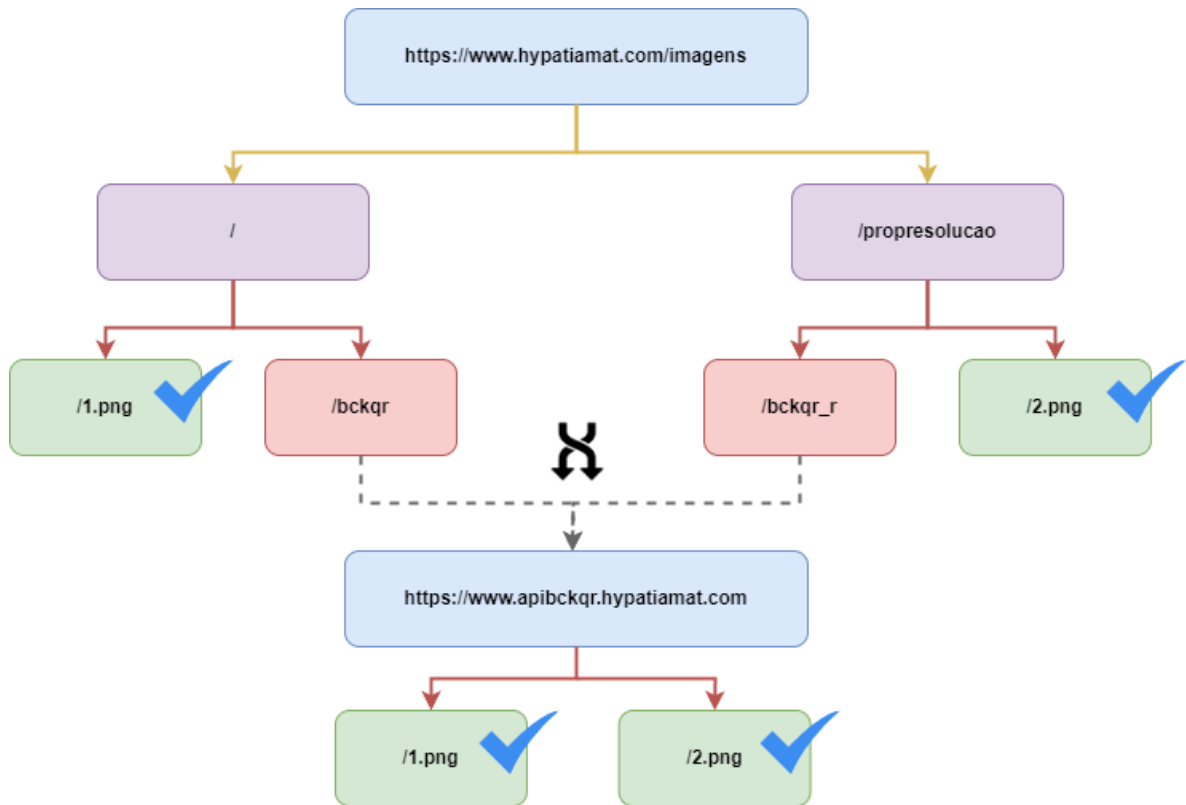 https://www.hypatiamat.com/imagens
/
/propresolucao
/1.png
/bckqr
/bckqr_r
/2.png
https://www.apibckqr.hypatiamat.com
/1.png
/2.png